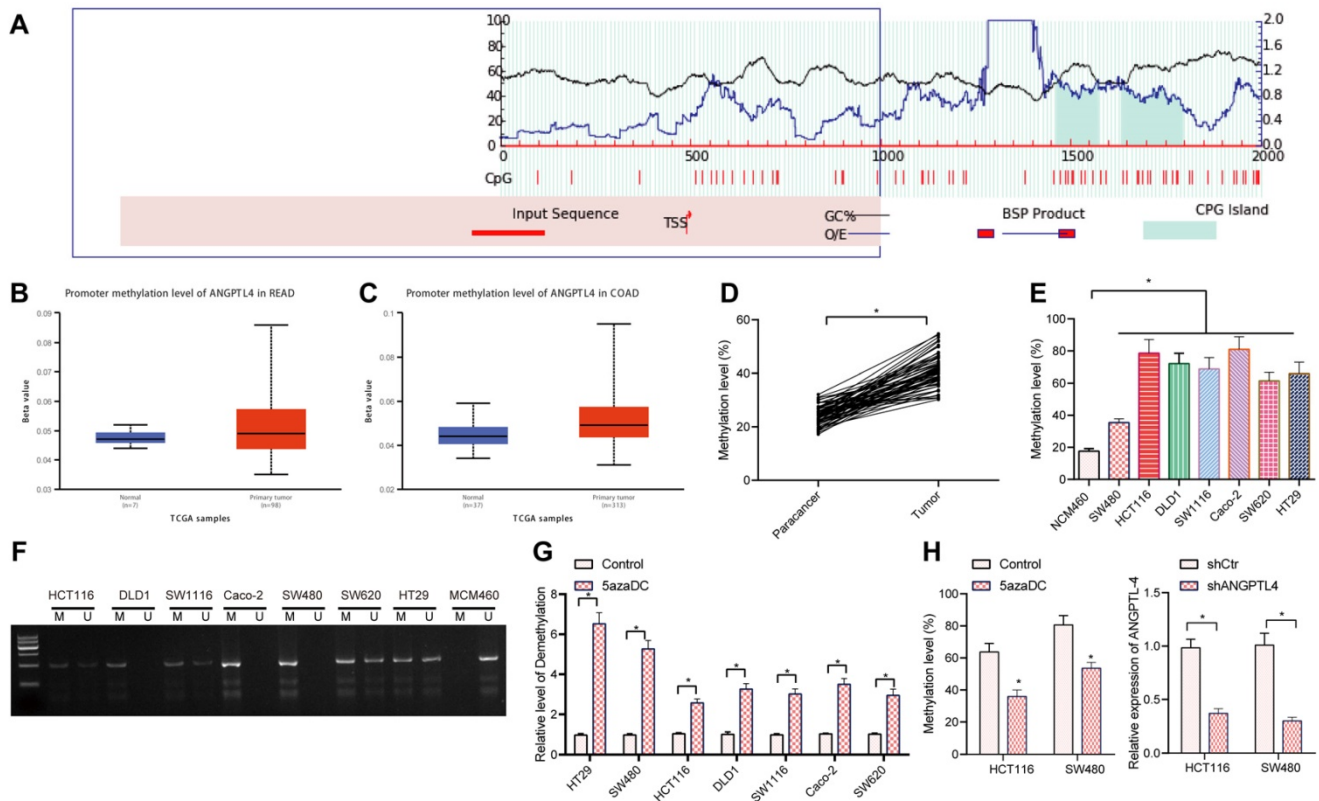 A
100
80
60
40
20
0
2.0
1.6
1.2
0.8
0.4
0.0
0 500 1000 1500 2000
CpG
Input Sequence
TSS
GC%
O/E
BSP Product
CPG Island
B
Promoter methylation level of ANGPTL4 in READ
Beta value
0.09
0.08
0.07
0.06
0.05
0.04
0.03
Normal Primary tumor
(n=7) (n=98)
TCGA samples
C
Promoter methylation level of ANGPTL4 in COAD
Beta value
0.1
0.08
0.06
0.04
0.02
Normal Primary tumor
(n=37) (n=313)
TCGA samples
D
*
Methylation level (%)
60
40
20
0
Paracancer Tumor
E
*
Methylation level (%)
100
80
60
40
20
0
NCM460 SW480 HCT116 DLD1 SW1116 Caco-2 SW620 HT29
F
HCT116 DLD1 SW1116 Caco-2 SW480 SW620 HT29 MCM460
M U M U M U M U M U M U M U M U
G
Control
5azaDC
Relative level of Demethylation
8
6
4
2
0
* * * * * * *
HT29 SW480 HCT116 DLD1 SW1116 Caco-2 SW620
H
Control
5azaDC
Methylation level (%)
100
80
60
40
20
0
* *
HCT116 SW480
shCtr
shANGPTL4
Relative expression of ANGPTL-4
1.5
1.0
0.5
0.0
* *
HCT116 SW480